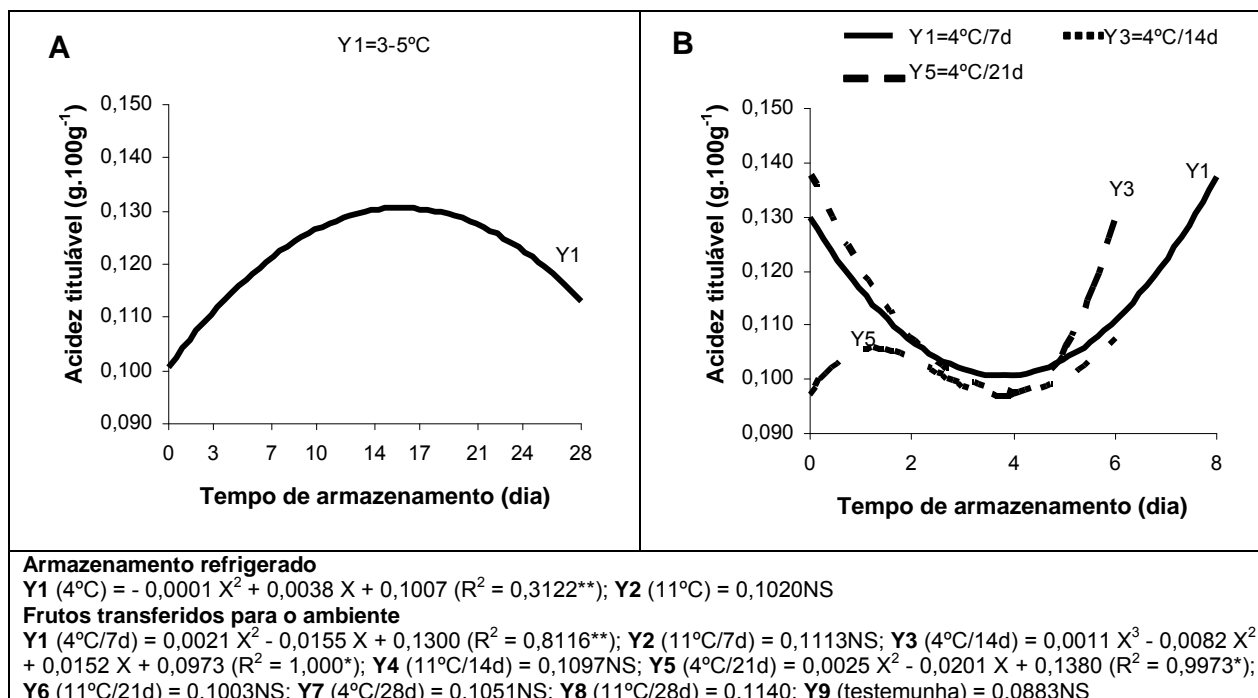 A
Y1=3-5ºC
Acidez titulável (g.100g-1)
0,150
0,140
0,130
0,120
0,110
0,100
0,090
Y1
0 3 7 10 14 17 21 24 28
Tempo de armazenamento (dia)
B
Y1=4ºC/7d Y3=4ºC/14d
Y5=4ºC/21d
Acidez titulável (g.100g-1)
0,150
0,140
0,130
0,120
0,110
0,100
0,090
Y3
Y1
Y5
0 2 4 6 8
Tempo de armazenamento (dia)
Armazenamento refrigerado
Y1 (4ºC) = - 0,0001 X2 + 0,0038 X + 0,1007 (R2 = 0,3122**); Y2 (11ºC) = 0,1020NS
Frutos transferidos para o ambiente
Y1 (4ºC/7d) = 0,0021 X2 - 0,0155 X + 0,1300 (R2 = 0,8116**); Y2 (11ºC/7d) = 0,1113NS; Y3 (4ºC/14d) = 0,0011 X3 - 0,0082 X2
+ 0,0152 X + 0,0973 (R2 = 1,000*); Y4 (11ºC/14d) = 0,1097NS; Y5 (4ºC/21d) = 0,0025 X2 - 0,0201 X + 0,1380 (R2 = 0,9973*);
Y6 (11ºC/21d) = 0,1003NS; Y7 (4ºC/28d) = 0,1051NS; Y8 (11ºC/28d) = 0,1140; Y9 (testemunha) = 0,0883NS